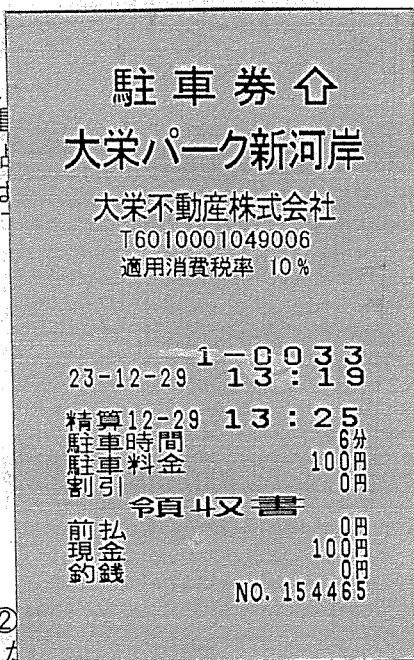 駐車券⇧
大栄パーク新河岸
大栄不動産株式会社
T6010001049006
適用消費税率 10%
1-0033
23-12-29 13:19
精算12-29 13:25
駐車時間 6分
駐車料金 100円
割引 0円
領収書
前払 0円
現金 100円
釣銭 0円
NO. 154465
②